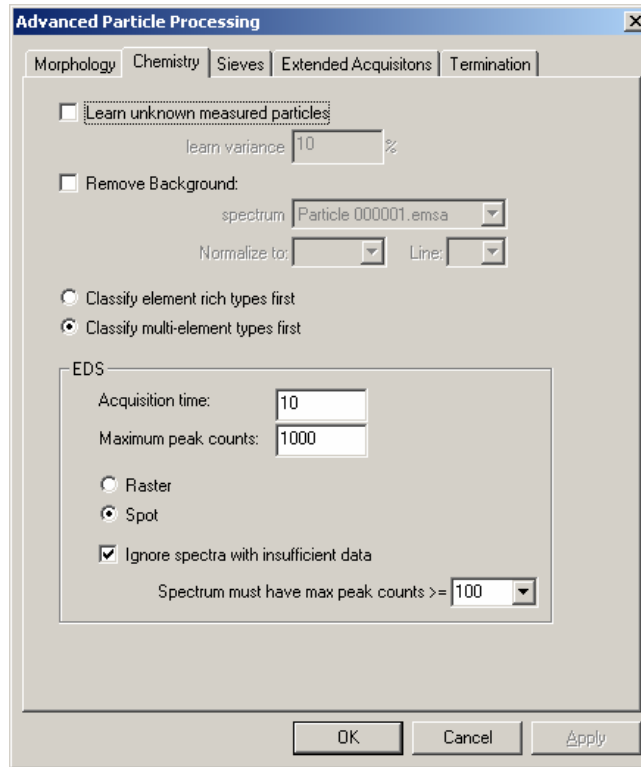 Advanced Particle Processing
Morphology Chemistry Sieves Extended Acquisitons Termination
Learn unknown measured particles
learn variance 10 %
Remove Background:
spectrum Particle 000001.emsa
Normalize to: Line:
Classify element rich types first
Classify multi-element types first
EDS
Acquisition time: 10
Maximum peak counts: 1000
Raster
Spot
Ignore spectra with insufficient data
Spectrum must have max peak counts >= 100
OK Cancel Apply